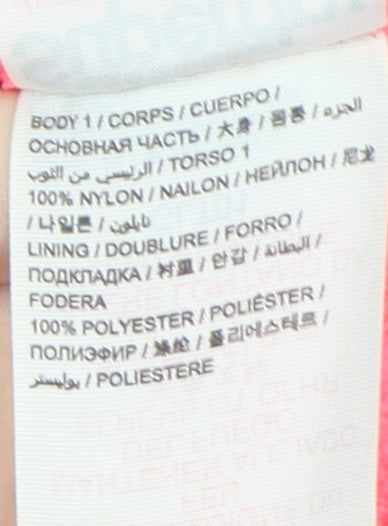 BODY 1 / CORPS / CUERPO /
ОСНОВНАЯ ЧАСТЬ / 大身 / 몸통 / الجزء
الرئيسي من الثوب / TORSO 1
100% NYLON / NAILON / НЕЙЛОН / 尼龙
/ 나일론 / نايلون
LINING / DOUBLURE / FORRO /
ПОДКЛАДКА / 衬里 / 안감 / البطانة /
FODERA
100% POLYESTER / POLIÉSTER /
ПОЛИЭФИР / 涤纶 / 폴리에스테르 /
بوليستر / POLIESTERE